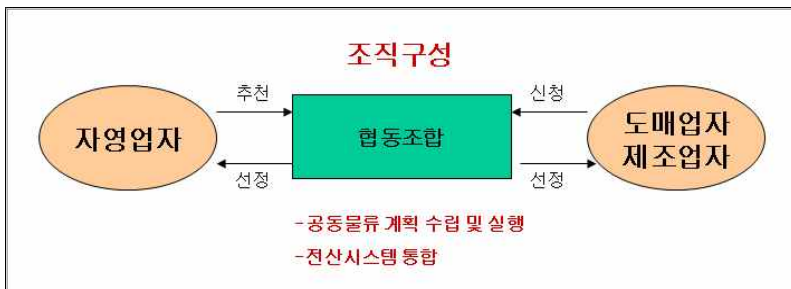 조직구성
추천
신청
자영업자
협동조합
도매업자
제조업자
선정
선정
-공동물류 계획 수립 및 실행
-전산시스템 통합